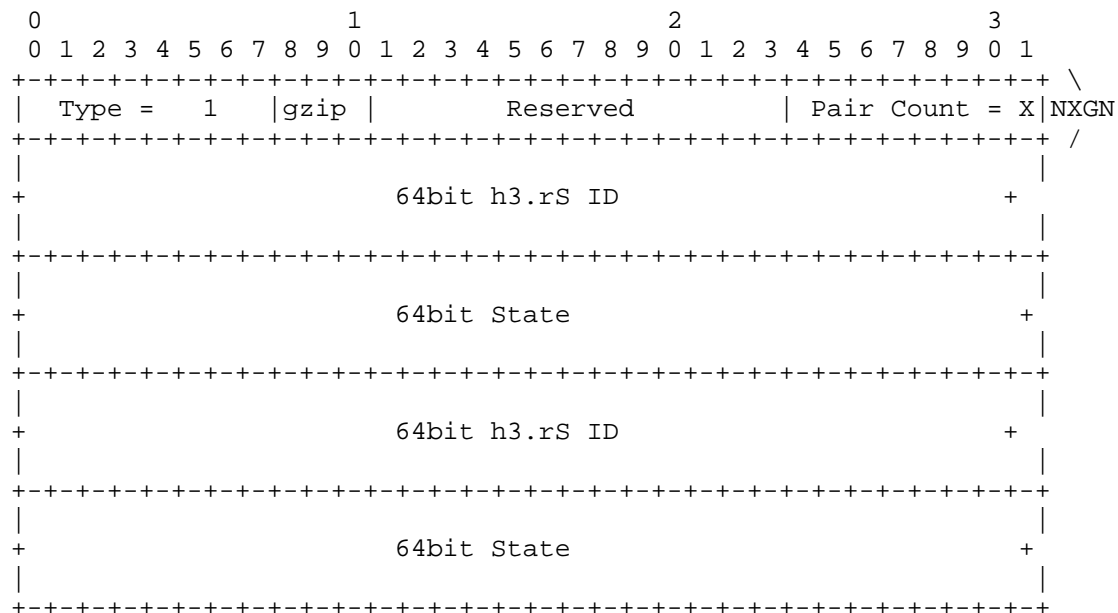 0                   1                   2                   3
 0 1 2 3 4 5 6 7 8 9 0 1 2 3 4 5 6 7 8 9 0 1 2 3 4 5 6 7 8 9 0 1
+-+-+-+-+-+-+-+-+-+-+-+-+-+-+-+-+-+-+-+-+-+-+-+-+-+-+-+-+-+-+-+-+ \
|  Type =   1   |gzip |        Reserved         | Pair Count = X|NXGN
+-+-+-+-+-+-+-+-+-+-+-+-+-+-+-+-+-+-+-+-+-+-+-+-+-+-+-+-+-+-+-+-+ /
|                                                               |
+                       64bit h3.rS ID                        +
|                                                               |
+-+-+-+-+-+-+-+-+-+-+-+-+-+-+-+-+-+-+-+-+-+-+-+-+-+-+-+-+-+-+-+-+
|                                                               |
+                       64bit State                            +
|                                                               |
+-+-+-+-+-+-+-+-+-+-+-+-+-+-+-+-+-+-+-+-+-+-+-+-+-+-+-+-+-+-+-+-+
|                                                               |
+                       64bit h3.rS ID                        +
|                                                               |
+-+-+-+-+-+-+-+-+-+-+-+-+-+-+-+-+-+-+-+-+-+-+-+-+-+-+-+-+-+-+-+-+
|                                                               |
+                       64bit State                            +
|                                                               |
+-+-+-+-+-+-+-+-+-+-+-+-+-+-+-+-+-+-+-+-+-+-+-+-+-+-+-+-+-+-+-+-+